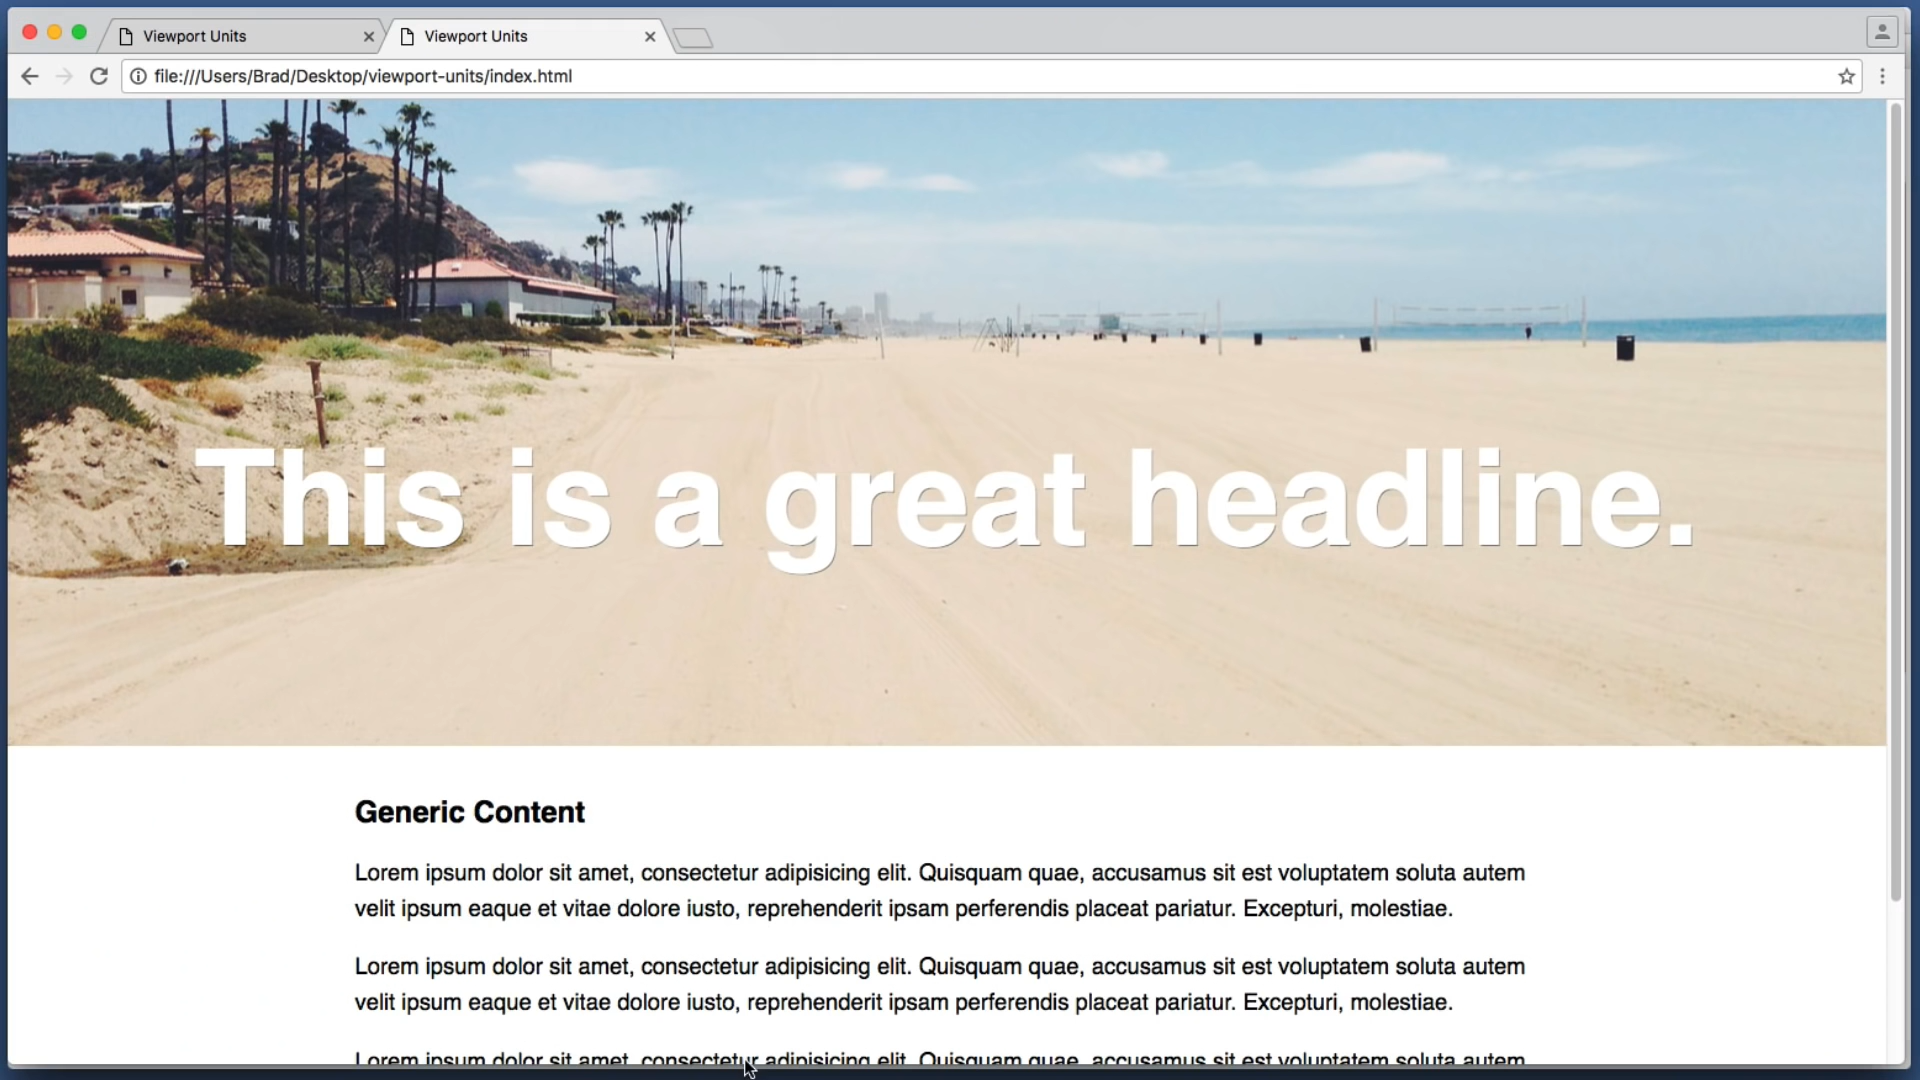 Viewport Units
Viewport Units
file:///Users/Brad/Desktop/viewport-units/index.html
This is a great headline.
Generic Content
Lorem ipsum dolor sit amet, consectetur adipisicing elit. Quisquam quae, accusamus sit est voluptatem soluta autem
velit ipsum eaque et vitae dolore iusto, reprehenderit ipsam perferendis placeat pariatur. Excepturi, molestiae.
Lorem ipsum dolor sit amet, consectetur adipisicing elit. Quisquam quae, accusamus sit est voluptatem soluta autem
velit ipsum eaque et vitae dolore iusto, reprehenderit ipsam perferendis placeat pariatur. Excepturi, molestiae.
Lorem ipsum dolor sit amet, consectetur adipisicing elit. Quisquam quae, accusamus sit est voluptatem soluta autem